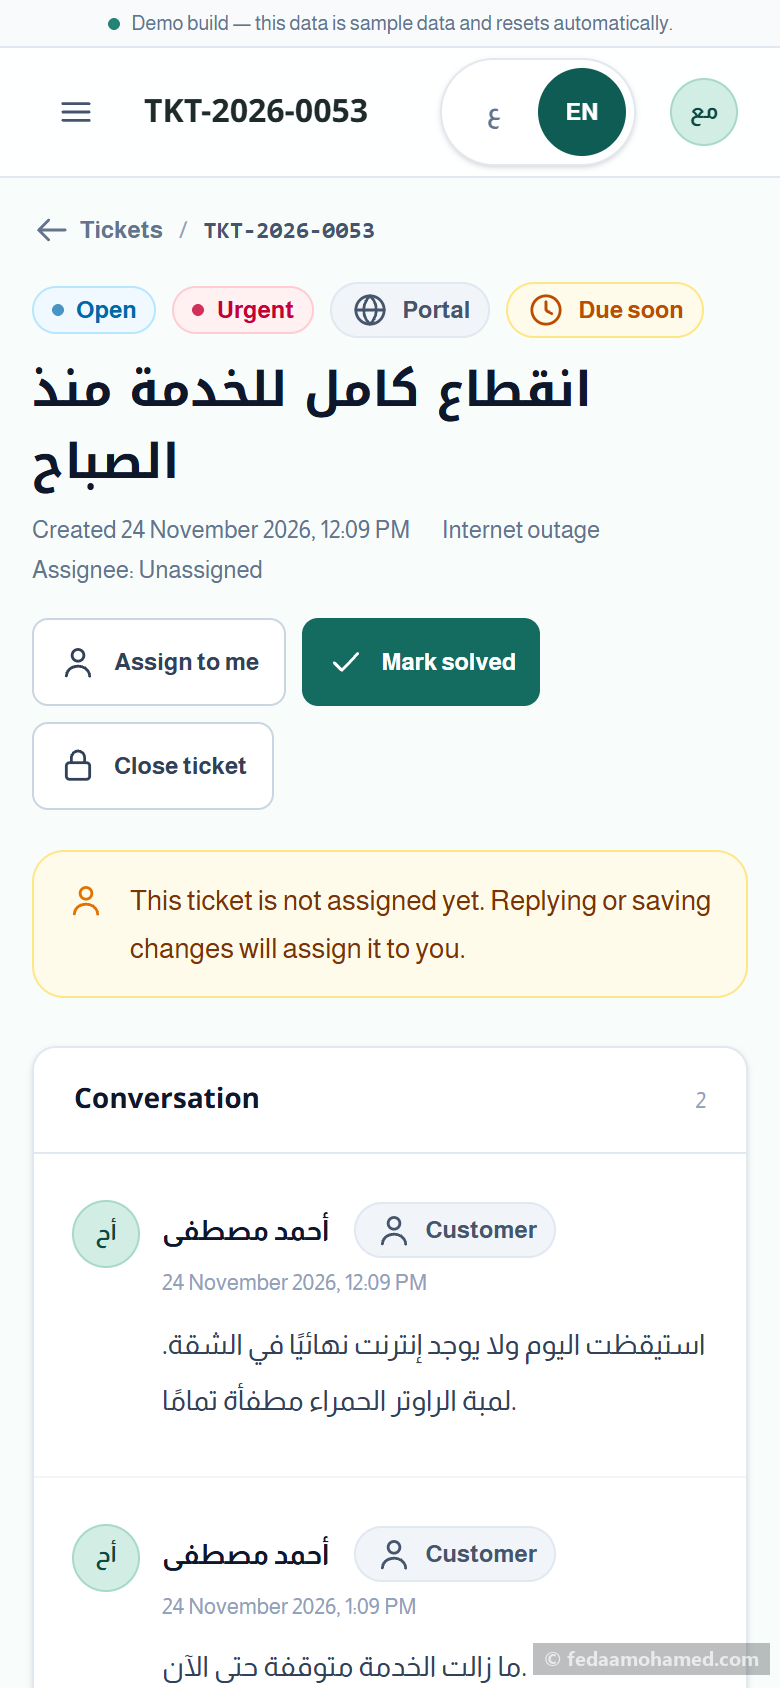 Demo build — this data is sample data and resets automatically.
TKT-2026-0053
ع
EN
مع
Tickets / TKT-2026-0053
Open
Urgent
Portal
Due soon
انقطاع كامل للخدمة منذ
الصباح
Created 24 November 2026, 12:09 PM Internet outage
Assignee: Unassigned
Assign to me
Mark solved
Close ticket
This ticket is not assigned yet. Replying or saving
changes will assign it to you.
Conversation
2
أح
أحمد مصطفى
Customer
24 November 2026, 12:09 PM
استيقظت اليوم ولا يوجد إنترنت نهائيًا في الشقة.
لمبة الراوتر الحمراء مطفأة تمامًا.
أح
أحمد مصطفى
Customer
24 November 2026, 1:09 PM
ما زالت الخدمة متوقفة حتى الآن.
© fedaamohamed.com